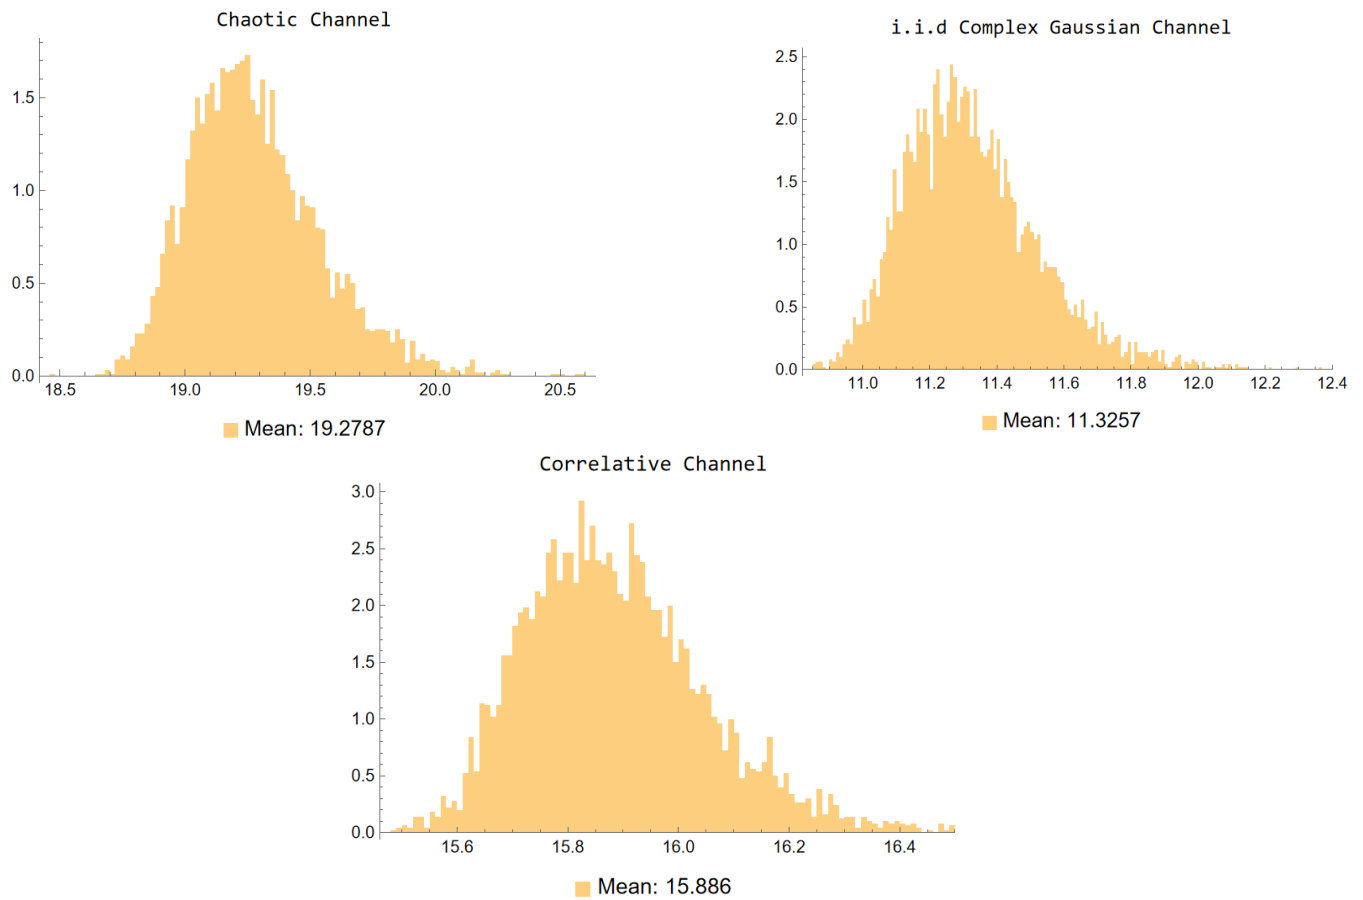 Chaotic Channel
1.5
1.0
0.5
0.0
18.5 19.0 19.5 20.0 20.5
Mean: 19.2787
i.i.d Complex Gaussian Channel
2.5
2.0
1.5
1.0
0.5
0.0
11.0 11.2 11.4 11.6 11.8 12.0 12.2 12.4
Mean: 11.3257
Correlative Channel
3.0
2.5
2.0
1.5
1.0
0.5
0.0
15.6 15.8 16.0 16.2 16.4
Mean: 15.886